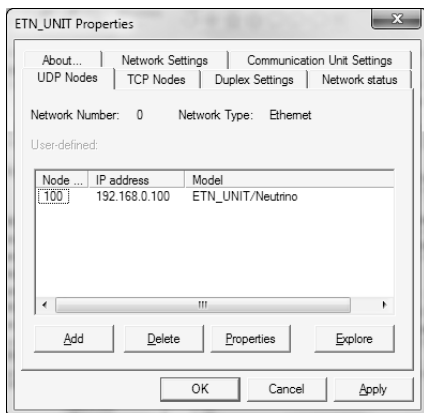 ETN_UNIT Properties
About... Network Settings Communication Unit Settings
UDP Nodes TCP Nodes Duplex Settings Network status
Network Number: 0 Network Type: Ethernet
User-defined:
Node ... IP address Model
100 192.168.0.100 ETN_UNIT/Neutrino
Add Delete Properties Explore
OK Cancel Apply